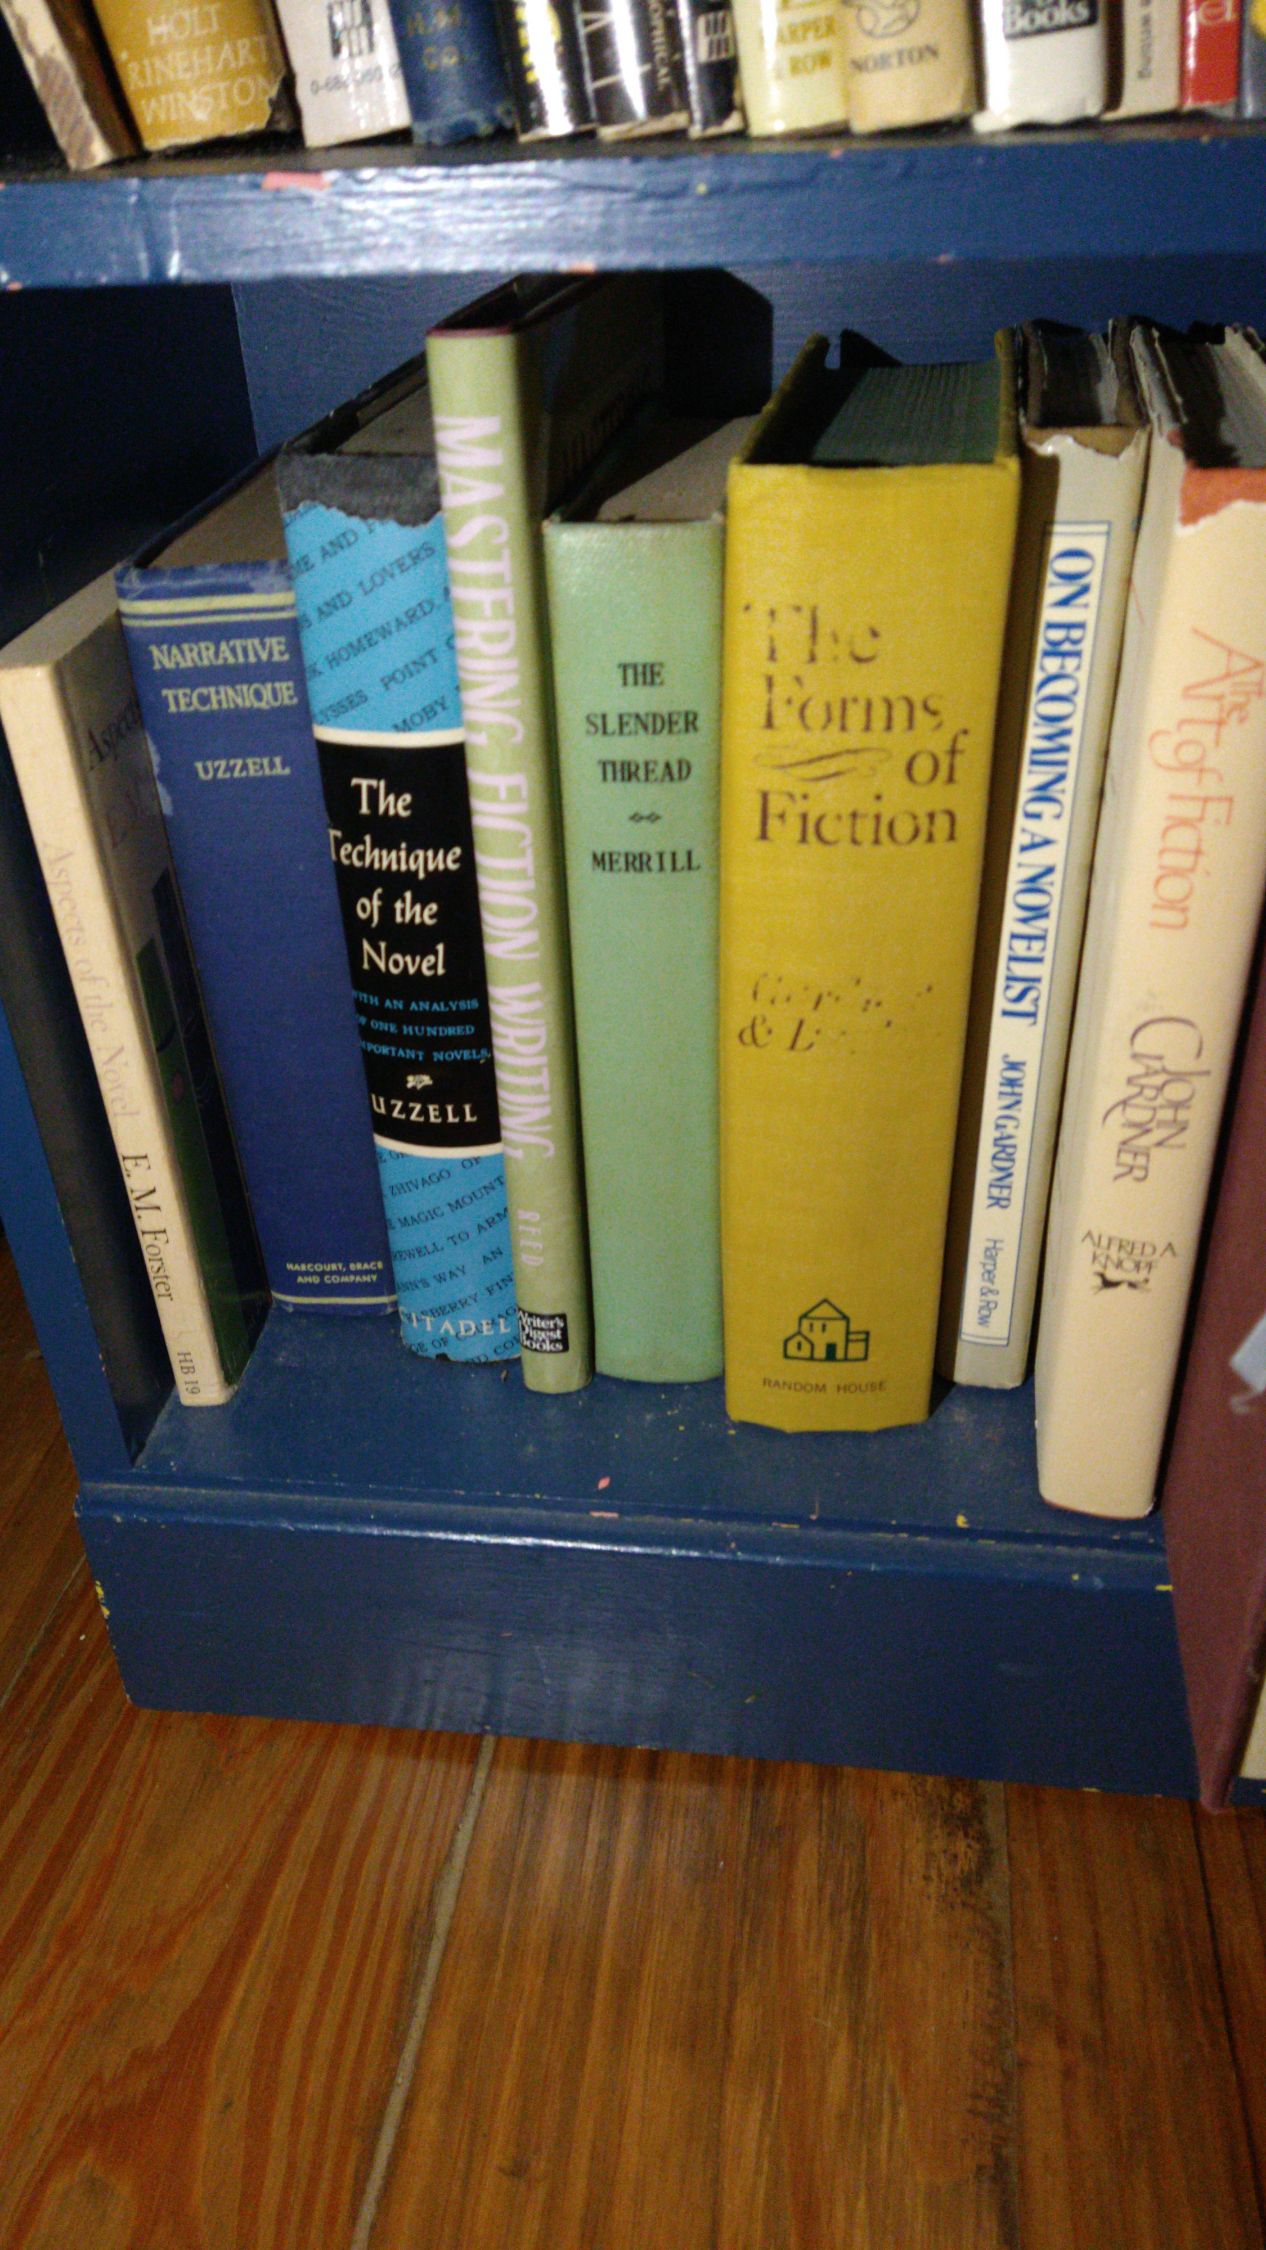 HOLT
RINEHART
WINSTON
H.M.
CO.
HARPER
ROW
NORTON
Books
Aspects of the Novel E. M. Forster HB 19
NARRATIVE
TECHNIQUE
UZZELL
HARCOURT, BRACE
AND COMPANY
AND LOVERS
HOMEWARD,
POINT
MOBY
The
Technique
of the
Novel
WITH AN ANALYSIS
OF ONE HUNDRED
IMPORTANT NOVELS
UZZELL
ZHIVAGO OF
MAGIC MOUNT
TO ARM
WAY AN
CITADEL
MASTERING FICTION WRITING REED
Writer's
Digest
Books
THE
SLENDER
THREAD
MERRILL
The
Forms
of
Fiction
&
RANDOM HOUSE
ON BECOMING A NOVELIST JOHN GARDNER Harper & Row
The
Art of Fiction
JOHN
GARDNER
ALFRED A
KNOPF